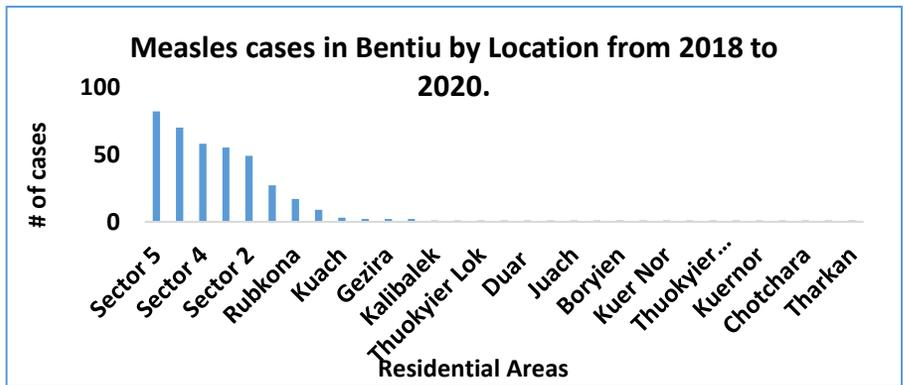 Measles cases in Bentiu by Location from 2018 to
2020.
100
50
0
# of cases
Sector 5
Sector 4
Sector 2
Rubkona
Kuach
Gezira
Kalibalek
Thuokyier Lok
Duar
Juach
Boryien
Kuer Nor
Thuokyier...
Kuernor
Chotchara
Tharkan
Residential Areas